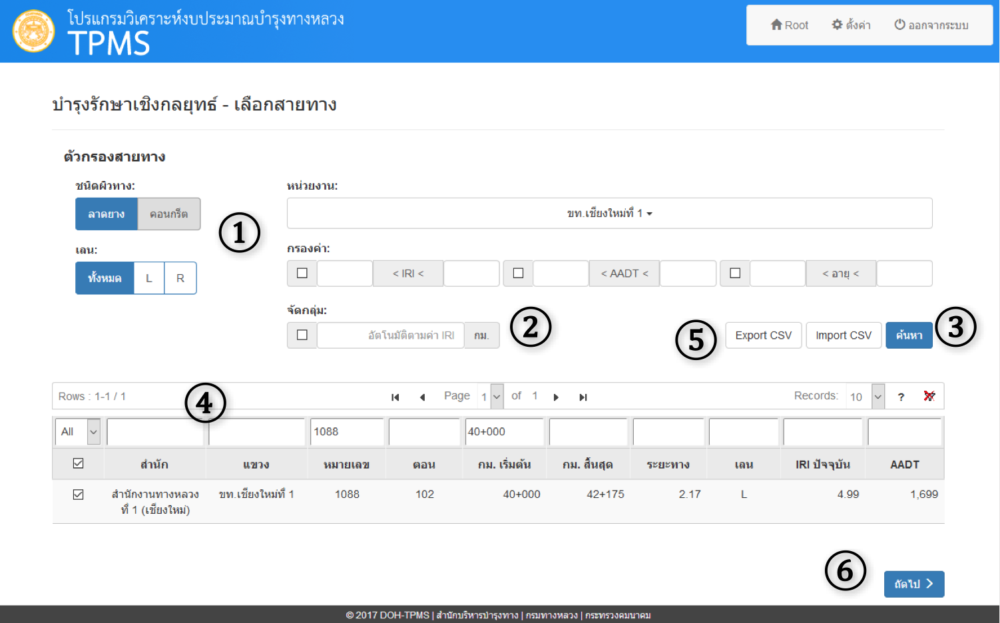 โปรแกรมวิเคราะห์งบประมาณบำรุงทางหลวง
TPMS
Root ตั้งค่า ออกจากระบบ
บำรุงรักษาเชิงกลยุทธ์ - เลือกสายทาง
ตัวกรองสายทาง
ชนิดผิวทาง: หน่วยงาน:
ลาดยาง คอนกรีต 1 ขท.เชียงใหม่ที่ 1
เลน: กรองค่า:
ทั้งหมด L R < IRI < < AADT < < อายุ <
จัดกลุ่ม:
อัตโนมัติตามค่า IRI กม. 2 5 Export CSV Import CSV ค้นหา 3
Rows : 1-1 / 1 4 Page 1 of 1 Records: 10 ?
All 1088 40+000
สำนัก แขวง หมายเลข ตอน กม. เริ่มต้น กม. สิ้นสุด ระยะทาง เลน IRI ปัจจุบัน AADT
สำนักงานทางหลวง ขท.เชียงใหม่ที่ 1 1088 102 40+000 42+175 2.17 L 4.99 1,699
ที่ 1 (เชียงใหม่)
6 ถัดไป
© 2017 DOH-TPMS | สำนักบริหารบำรุงทาง | กรมทางหลวง | กระทรวงคมนาคม